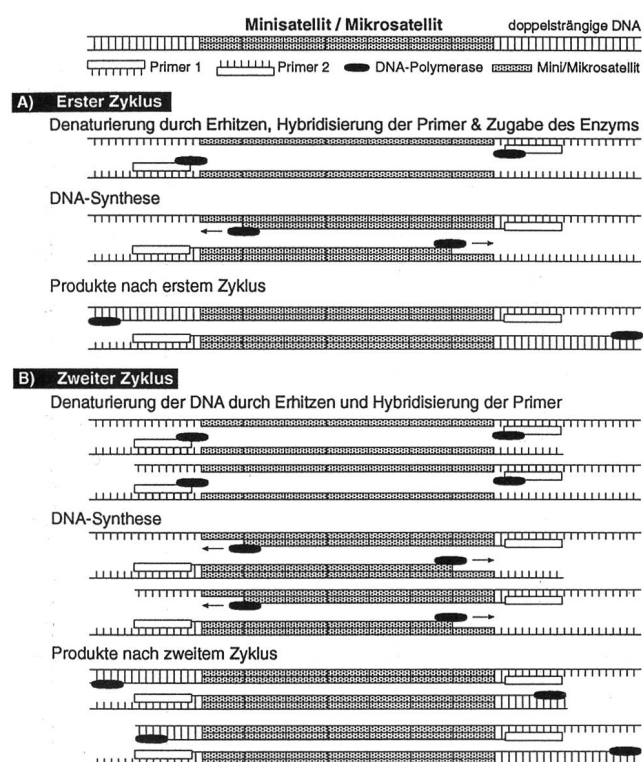 Minisatellit / Mikrosatellit doppelsträngige DNA
Primer 1 Primer 2 DNA-Polymerase Mini/Mikrosatellit
A) Erster Zyklus
Denaturierung durch Erhitzen, Hybridisierung der Primer & Zugabe des Enzyms
DNA-Synthese
Produkte nach erstem Zyklus
B) Zweiter Zyklus
Denaturierung der DNA durch Erhitzen und Hybridisierung der Primer
DNA-Synthese
Produkte nach zweitem Zyklus